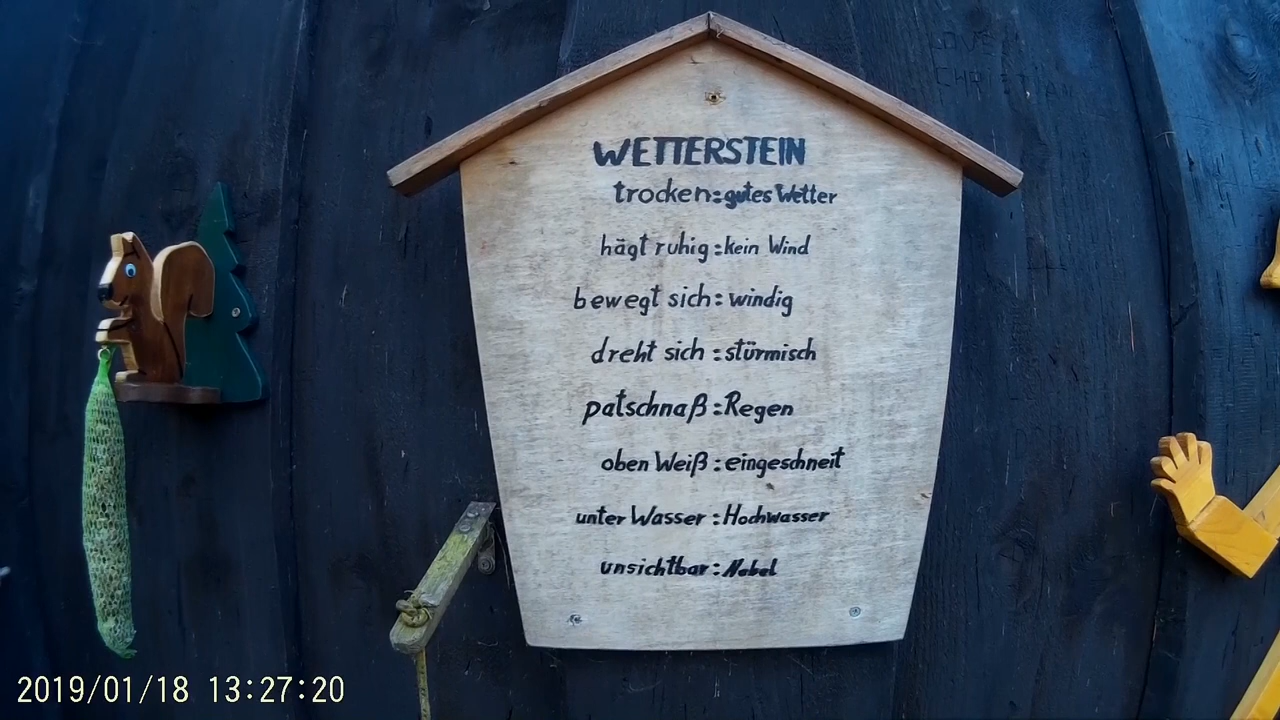 WETTERSTEIN
trocken:gutes Wetter
hägt ruhig:kein Wind
bewegt sich:windig
dreht sich:stürmisch
patschnaß:Regen
oben Weiß:eingeschneit
unter Wasser:Hochwasser
unsichtbar:Nebel
2019/01/18 13:27:20